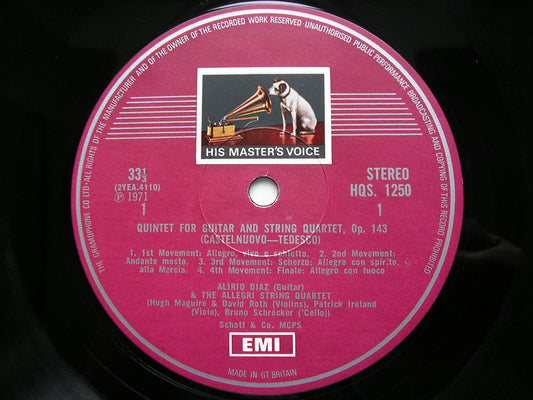 THE GRAMOPHONE CO LTD·ALL RIGHTS OF THE MANUFACTURER AND OF THE OWNER OF THE RECORDED WORK RESERVED·UNAUTHORISED PUBLIC PERFORMANCE BROADCASTING AND COPYING OF THIS RECORD PROHIBITED
HIS MASTER'S VOICE
33⅓
(2YEA.4110)
℗ 1971
1
STEREO
HQS. 1250
1
QUINTET FOR GUITAR AND STRING QUARTET, Op. 143
(CASTELNUOVO—TEDESCO)
1. 1st Movement: Allegro, vivo e schietto. 2. 2nd Movement:
Andante mesto. 3. 3rd Movement: Scherzo: Allegro con spirito,
alla Marcia. 4. 4th Movement: Finale: Allegro con fuoco
ALIRIO DIAZ (Guitar)
& THE ALLEGRI STRING QUARTET
(Hugh Maguire & David Roth (Violins), Patrick Ireland
(Viola), Bruno Schrecker ('Cello))
Schott & Co. MCPS
EMI
MADE IN GT. BRITAIN